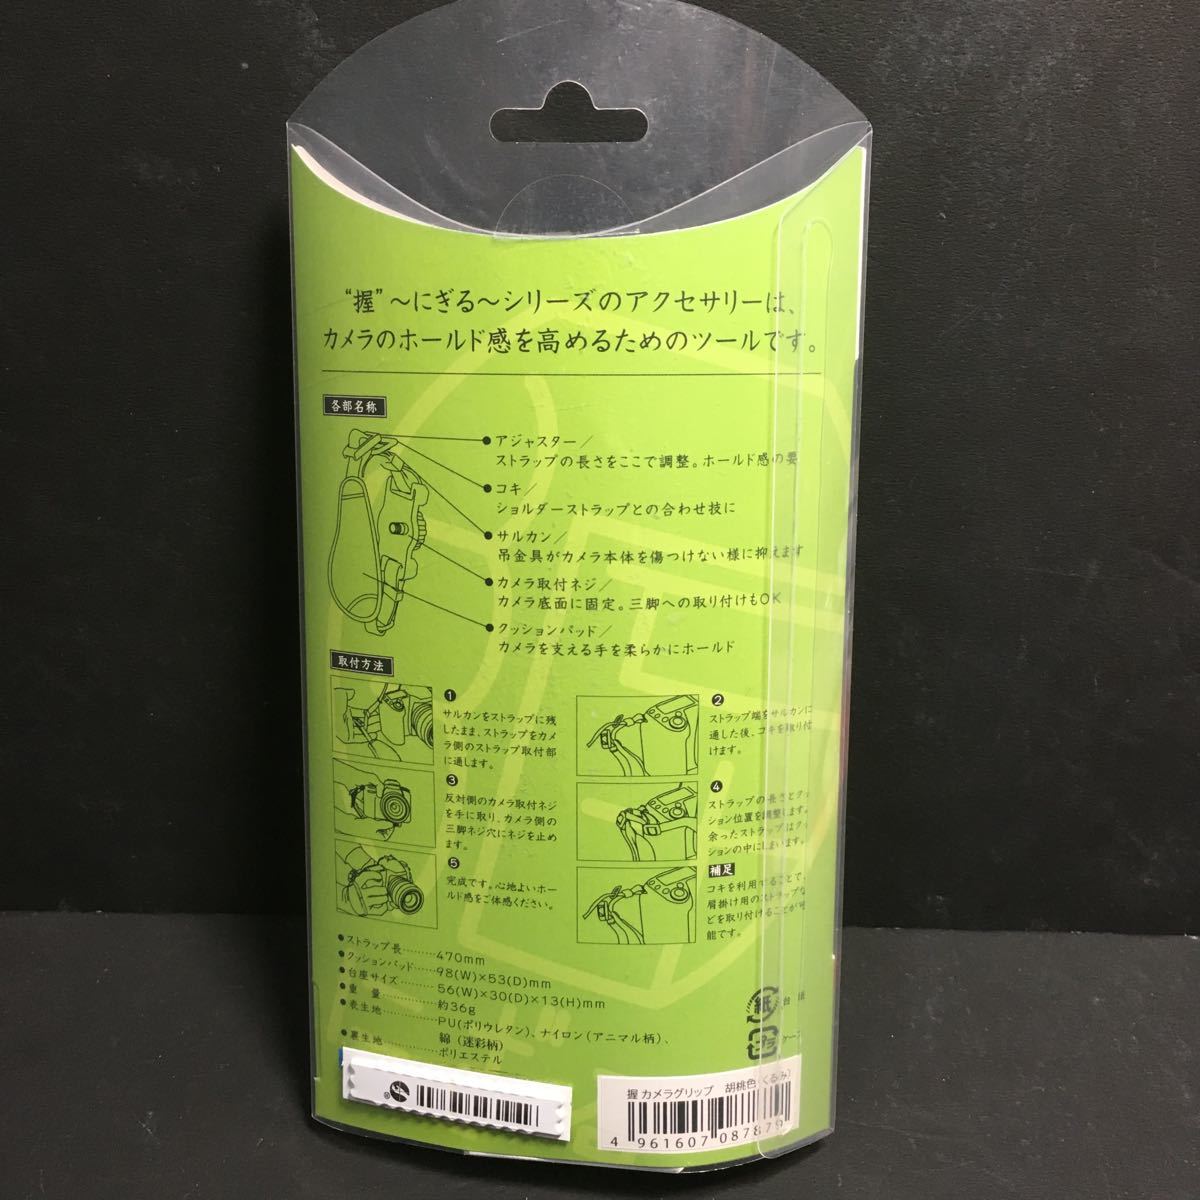 “握”〜にぎる〜シリーズのアクセサリーは、
カメラのホールド感を高めるためのツールです。
各部名称
●アジャスター／
ストラップの長さをここで調整。ホールド感の要
●コキ／
ショルダーストラップとの合わせ技に
●サルカン／
吊金具がカメラ本体を傷つけない様に抑えます
●カメラ取付ネジ／
カメラ底面に固定。三脚への取り付けもOK
●クッションパッド／
カメラを支える手を柔らかにホールド
取付方法
❶
サルカンをストラップに残
したまま、ストラップをカメ
ラ側のストラップ取付部
に通します。
❷
ストラップ端をサルカンに
通した後、コキを取り付
けます。
❸
反対側のカメラ取付ネジ
を手に取り、カメラ側の
三脚ネジ穴にネジを止め
ます。
❹
ストラップの長さとクッ
ション位置を調整します。
余ったストラップはクッ
ションの中にしまいます。
❺
完成です。心地よいホー
ルド感をご体感ください。
補足
コキを利用することで、
肩掛け用のストラップな
どを取り付けることが可
能です。
●ストラップ長………470mm
●クッションパッド……98(W)×53(D)mm
●台座サイズ………56(W)×30(D)×13(H)mm
●重量…………約36g
●表生地…………PU(ポリウレタン)、ナイロン(アニマル柄)、
綿(迷彩柄)
●裏生地…………ポリエステル
紙 台紙
プラ ケース
握 カメラグリップ 胡桃色(くるみ)
4 961607 087879